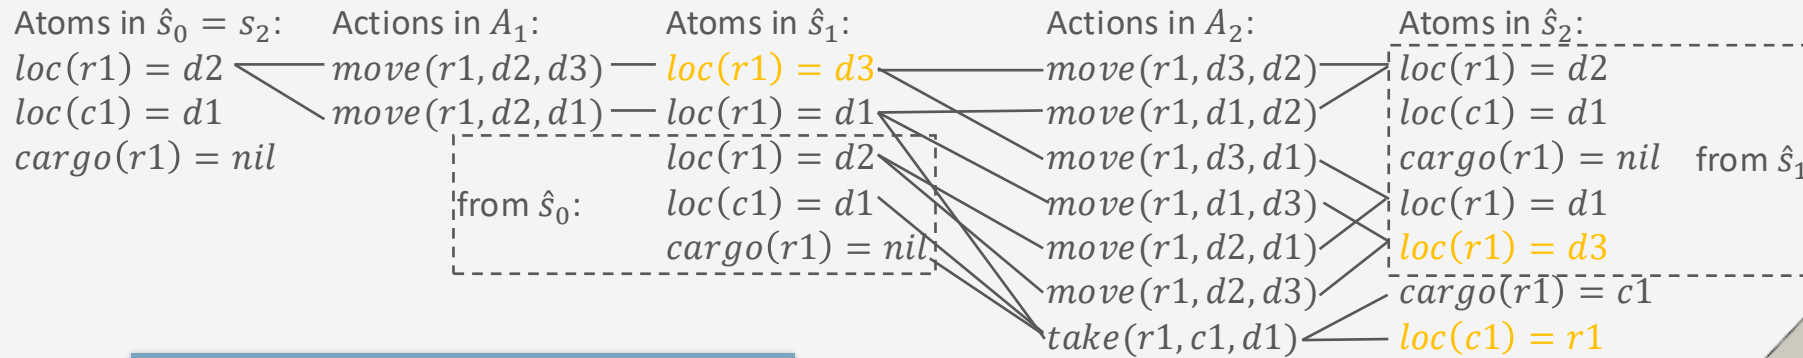 Atoms in ŝ₀ = s₂: Actions in A₁: Atoms in ŝ₁: Actions in A₂: Atoms in ŝ₂:
loc(r1) = d2 move(r1, d2, d3) loc(r1) = d3 move(r1, d3, d2) loc(r1) = d2
loc(c1) = d1 move(r1, d2, d1) loc(r1) = d1 move(r1, d1, d2) loc(c1) = d1
cargo(r1) = nil loc(r1) = d2 move(r1, d3, d1) cargo(r1) = nil from ŝ₁
from ŝ₀: loc(c1) = d1 move(r1, d1, d3) loc(r1) = d1
cargo(r1) = nil move(r1, d2, d1) loc(r1) = d3
move(r1, d2, d3) cargo(r1) = c1
take(r1, c1, d1) loc(c1) = r1